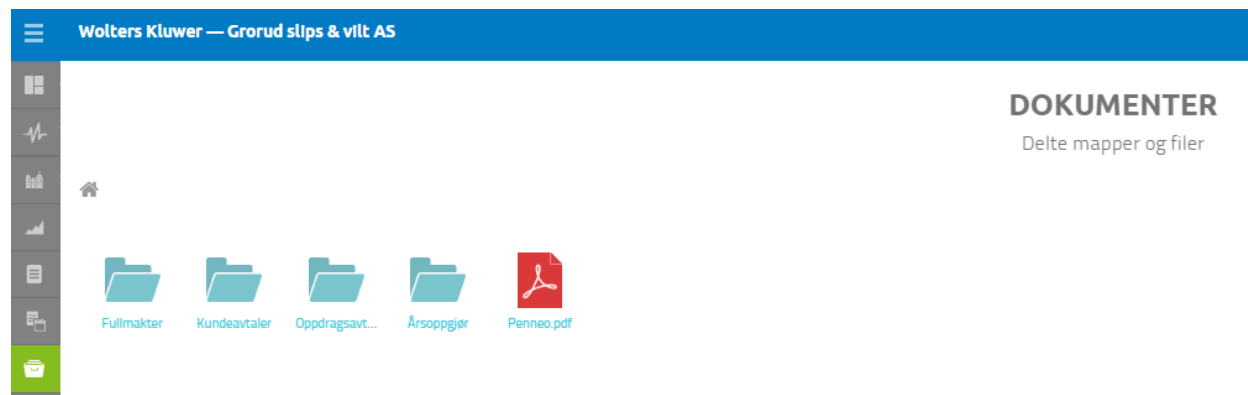 Wolters Kluwer — Grorud slips & vilt AS
DOKUMENTER
Delte mapper og filer
Fullmakter Kundeavtaler Oppdragsavt... Årsoppgjør Penneo.pdf